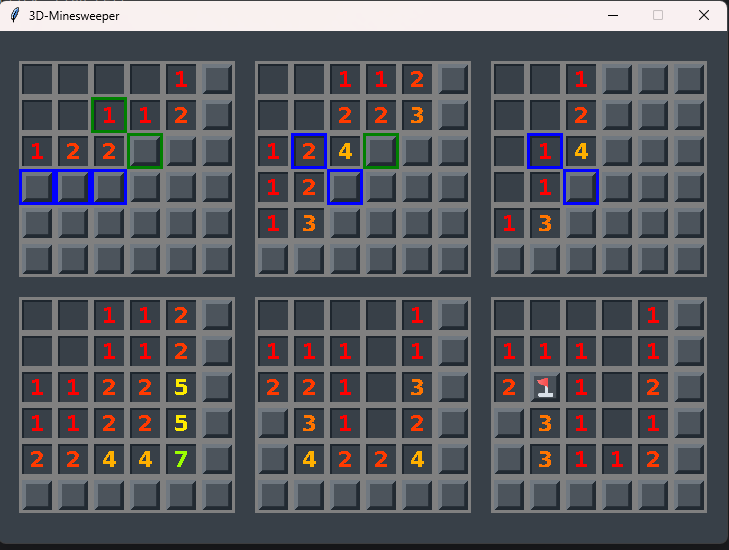 3D-Minesweeper
1 1 1 2 1
1 1 2 2 2 3 2
1 2 2 1 2 4 1 4
1 2 1
1 3 1 3
1 1 2 1 1
1 1 2 1 1 1 1 1 1 1 1
1 1 2 2 5 2 2 1 3 2 1 2
1 1 2 2 5 3 1 2 3 1 1
2 2 4 4 7 4 2 2 4 3 1 1 2